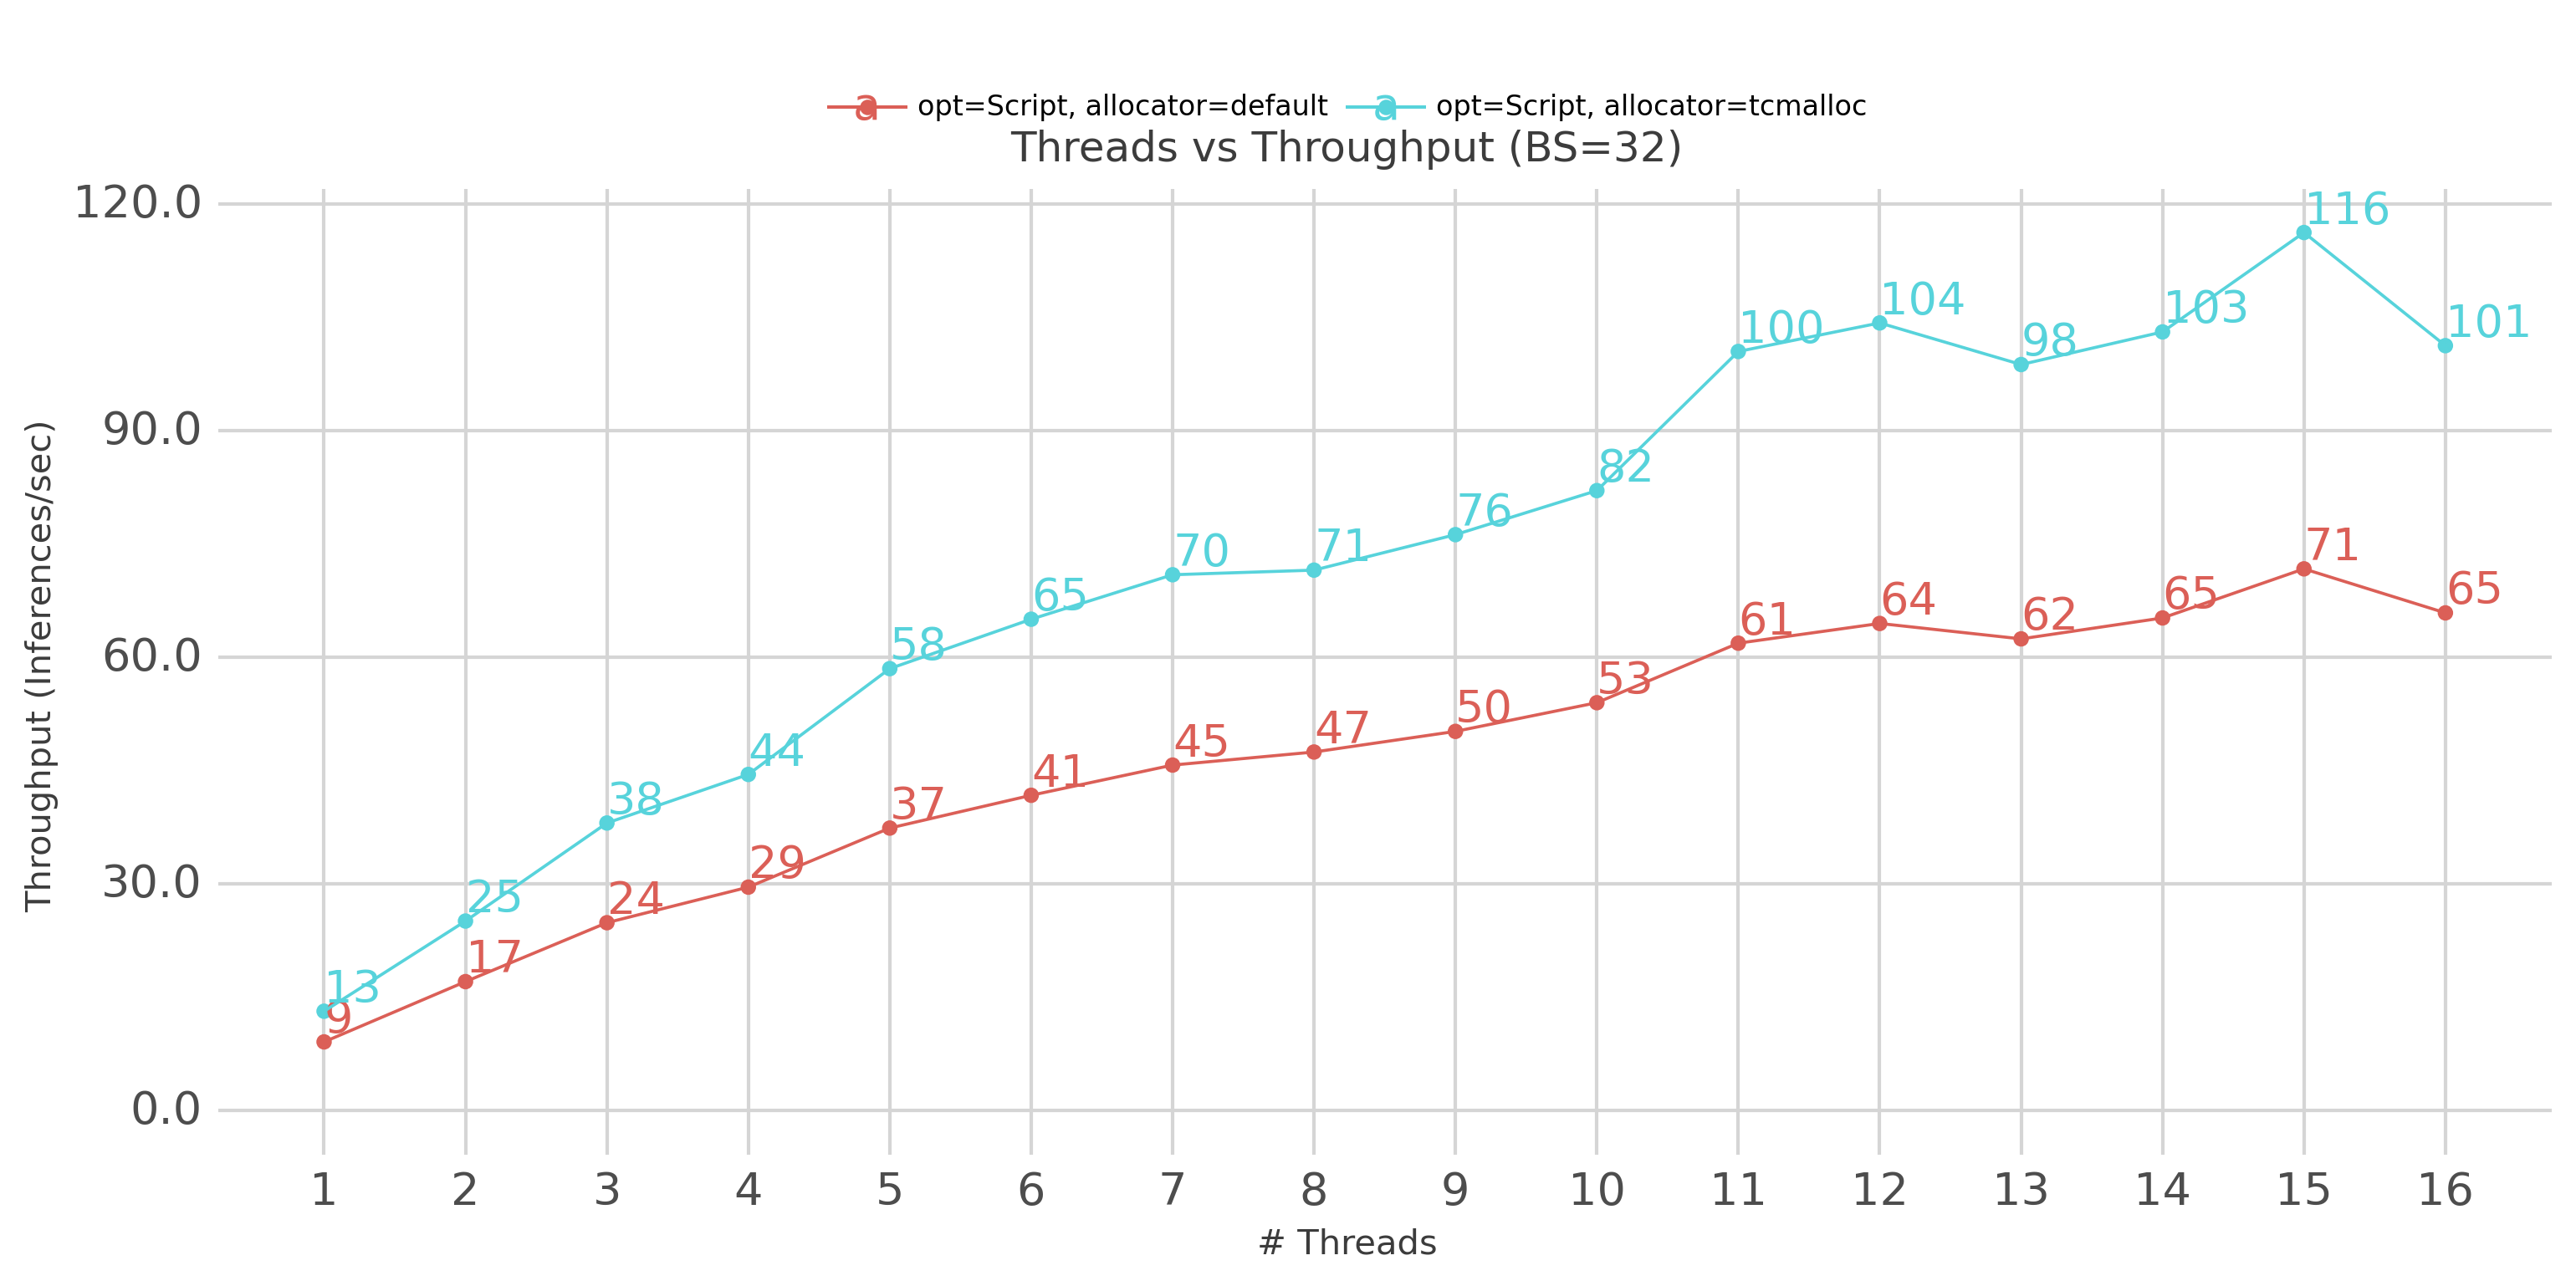 a opt=Script, allocator=default a opt=Script, allocator=tcmalloc
Threads vs Throughput (BS=32)
120.0
90.0
60.0
30.0
0.0
Throughput (Inferences/sec)
13 25 38 44 58 65 70 71 76 82 100 104 98 103 116 101
9 17 24 29 37 41 45 47 50 53 61 64 62 65 71 65
1 2 3 4 5 6 7 8 9 10 11 12 13 14 15 16
# Threads